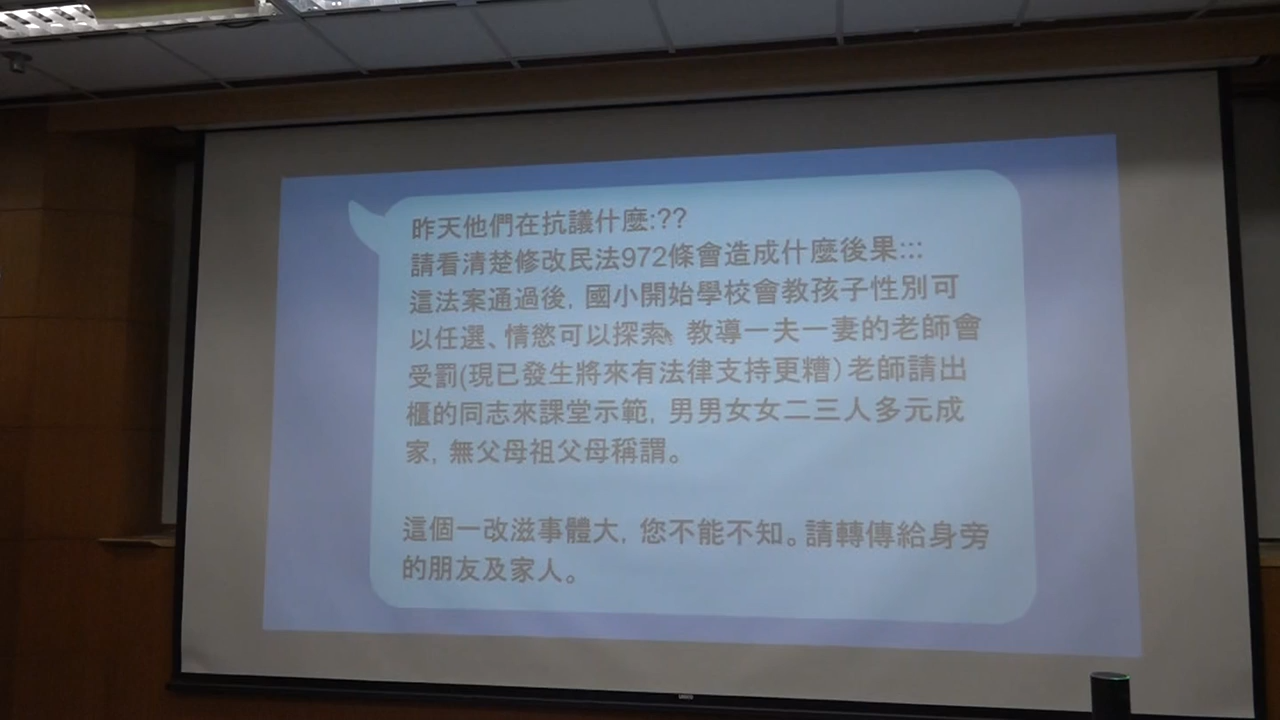 昨天他們在抗議什麼:??
請看清楚修改民法972條會造成什麼後果:::
這法案通過後, 國小開始學校會教孩子性別可
以任選、情慾可以探索。教導一夫一妻的老師會
受罰(現已發生將來有法律支持更糟)老師請出
櫃的同志來課堂示範, 男男女女二三人多元成
家, 無父母祖父母稱謂。
這個一改滋事體大, 您不能不知。請轉傳給身旁
的朋友及家人。